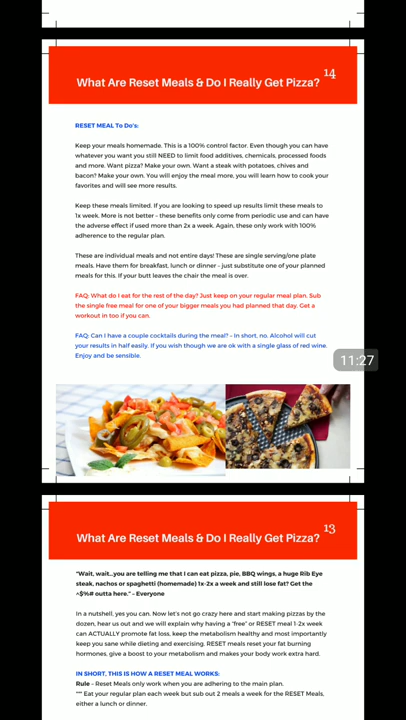 What Are Reset Meals & Do I Really Get Pizza? 14
RESET MEAL To Do's:
Keep your meals homemade. This is a 100% control factor. Even though you can have
whatever you want you still NEED to limit food additives, chemicals, processed foods
and more. Want pizza? Make your own. Want a steak with potatoes, chives and
bacon? Make your own. You will enjoy the meal more, you will learn how to cook your
favorites and will see more results.
Keep these meals limited. If you are looking to speed up results limit these meals to
1x week. More is not better - these benefits only come from periodic use and can have
the adverse effect if used more than 2x a week. Again, these only work with 100%
adherence to the regular plan.
These are individual meals and not entire days! These are single serving/one plate
meals. Have them for breakfast, lunch or dinner - just substitute one of your planned
meals for this. If your butt leaves the chair the meal is over.
FAQ: What do I eat for the rest of the day? Just keep on your regular meal plan. Sub
the single free meal for one of your bigger meals you had planned that day. Get a
workout in too if you can.
FAQ: Can I have a couple cocktails during the meal? - In short, no. Alcohol will cut
your results in half easily. If you wish though we are ok with a single glass of red wine.
Enjoy and be sensible.
11:27
What Are Reset Meals & Do I Really Get Pizza? 13
"Wait, wait...you are telling me that I can eat pizza, pie, BBQ wings, a huge Rib Eye
steak, nachos or spaghetti (homemade) 1x-2x a week and still lose fat? Get the
^$%# outta here." - Everyone
In a nutshell, yes you can. Now let's not go crazy here and start making pizzas by the
dozen, hear us out and we will explain why having a "free" or RESET meal 1-2x week
can ACTUALLY promote fat loss, keep the metabolism healthy and most importantly
keep you sane while dieting and exercising. RESET meals reset your fat burning
hormones, give a boost to your metabolism and makes your body work extra hard.
IN SHORT, THIS IS HOW A RESET MEAL WORKS:
Rule - Reset Meals only work when you are adhering to the main plan.
*** Eat your regular plan each week but sub out 2 meals a week for the RESET Meals,
either a lunch or dinner.